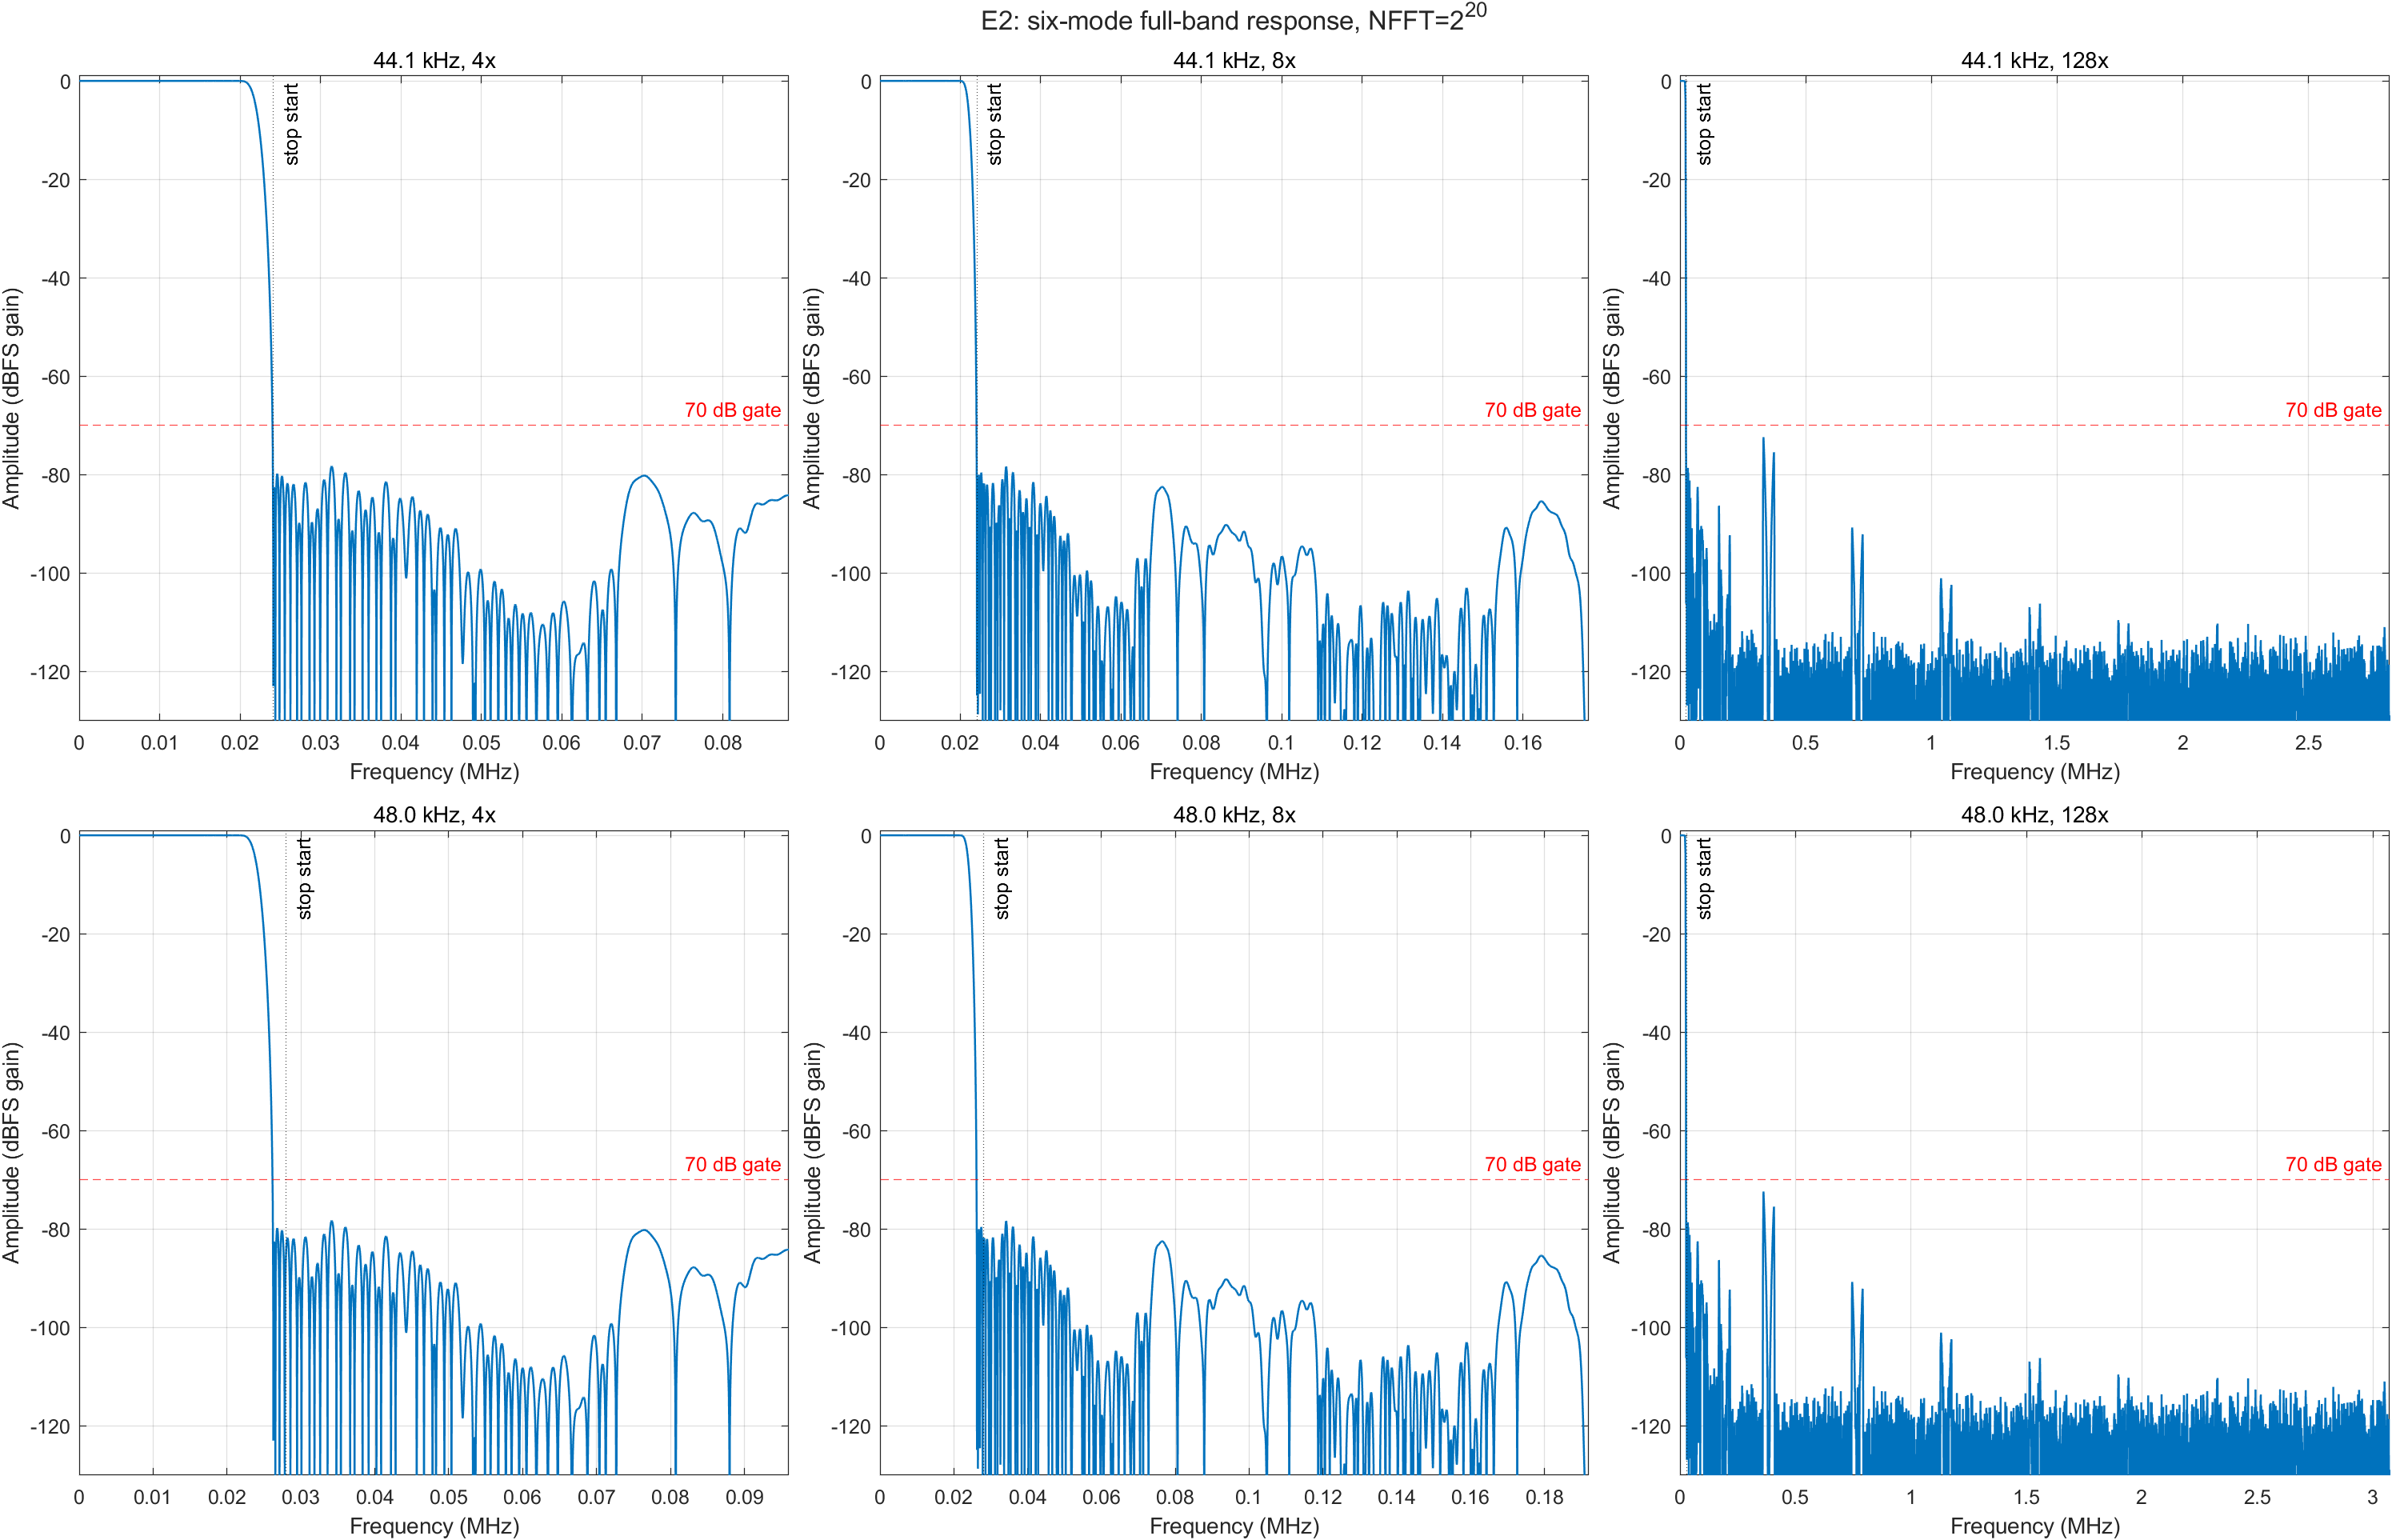 E2: six-mode full-band response, NFFT=2^20
44.1 kHz, 4x
0
-20
-40
-60
-80
-100
-120
Amplitude (dBFS gain)
stop start
70 dB gate
0 0.01 0.02 0.03 0.04 0.05 0.06 0.07 0.08
Frequency (MHz)
44.1 kHz, 8x
0
-20
-40
-60
-80
-100
-120
Amplitude (dBFS gain)
stop start
70 dB gate
0 0.02 0.04 0.06 0.08 0.1 0.12 0.14 0.16
Frequency (MHz)
44.1 kHz, 128x
0
-20
-40
-60
-80
-100
-120
Amplitude (dBFS gain)
stop start
70 dB gate
0 0.5 1 1.5 2 2.5
Frequency (MHz)
48.0 kHz, 4x
0
-20
-40
-60
-80
-100
-120
Amplitude (dBFS gain)
stop start
70 dB gate
0 0.01 0.02 0.03 0.04 0.05 0.06 0.07 0.08 0.09
Frequency (MHz)
48.0 kHz, 8x
0
-20
-40
-60
-80
-100
-120
Amplitude (dBFS gain)
stop start
70 dB gate
0 0.02 0.04 0.06 0.08 0.1 0.12 0.14 0.16 0.18
Frequency (MHz)
48.0 kHz, 128x
0
-20
-40
-60
-80
-100
-120
Amplitude (dBFS gain)
stop start
70 dB gate
0 0.5 1 1.5 2 2.5 3
Frequency (MHz)